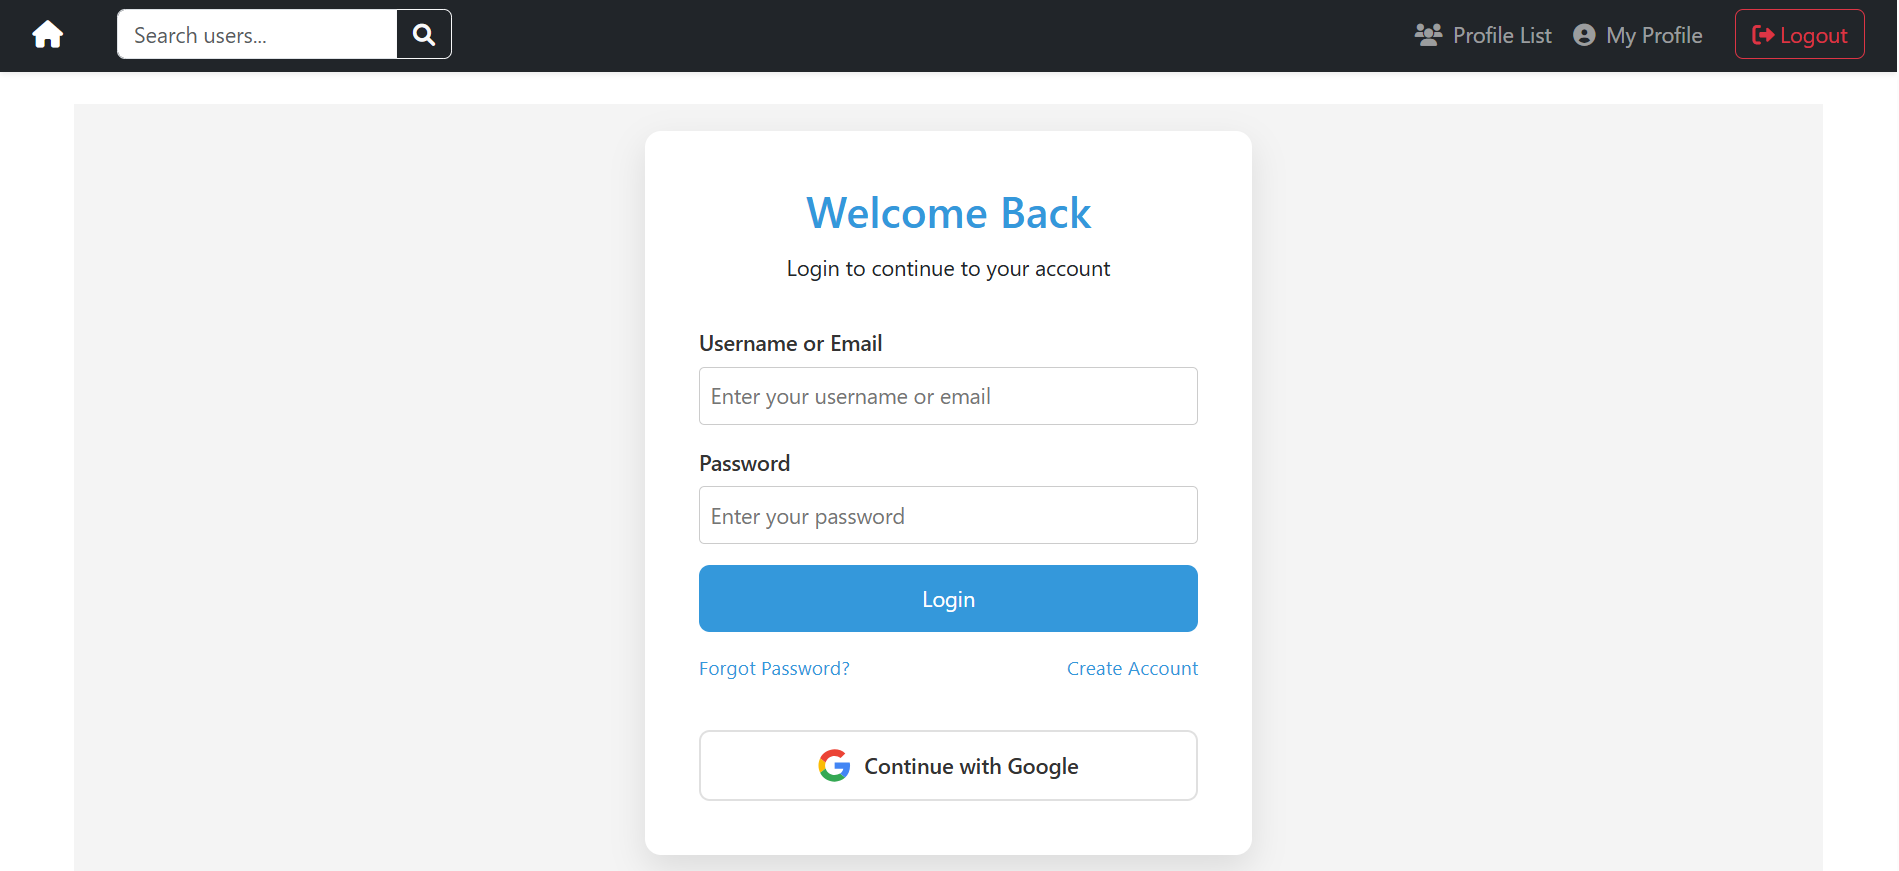 Search users...
Profile List
My Profile
Logout
Welcome Back
Login to continue to your account
Username or Email
Enter your username or email
Password
Enter your password
Login
Forgot Password?
Create Account
Continue with Google